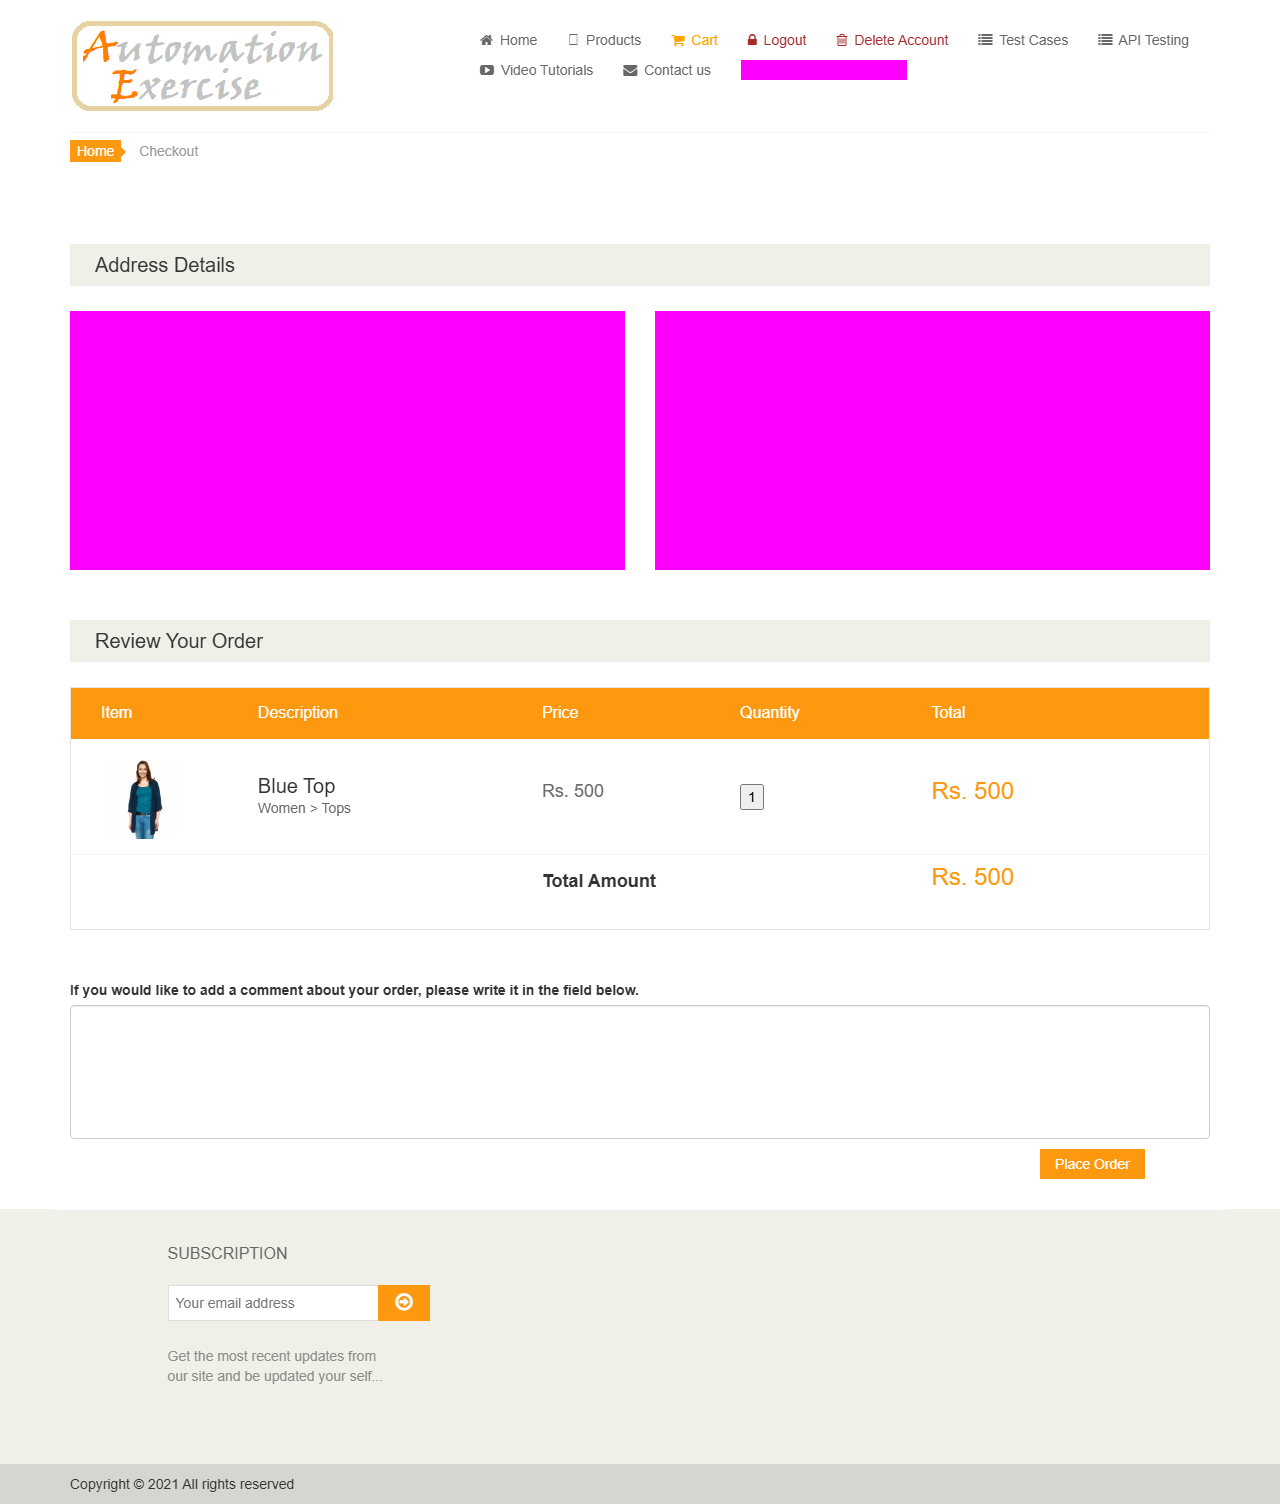 Automation
Exercise
Home Products Cart Logout Delete Account Test Cases API Testing
Video Tutorials Contact us
Home Checkout
Address Details
Review Your Order
Item Description Price Quantity Total
Blue Top
Women > Tops
Rs. 500
1
Rs. 500
Total Amount Rs. 500
If you would like to add a comment about your order, please write it in the field below.
Place Order
SUBSCRIPTION
Your email address
Get the most recent updates from
our site and be updated your self...
Copyright © 2021 All rights reserved